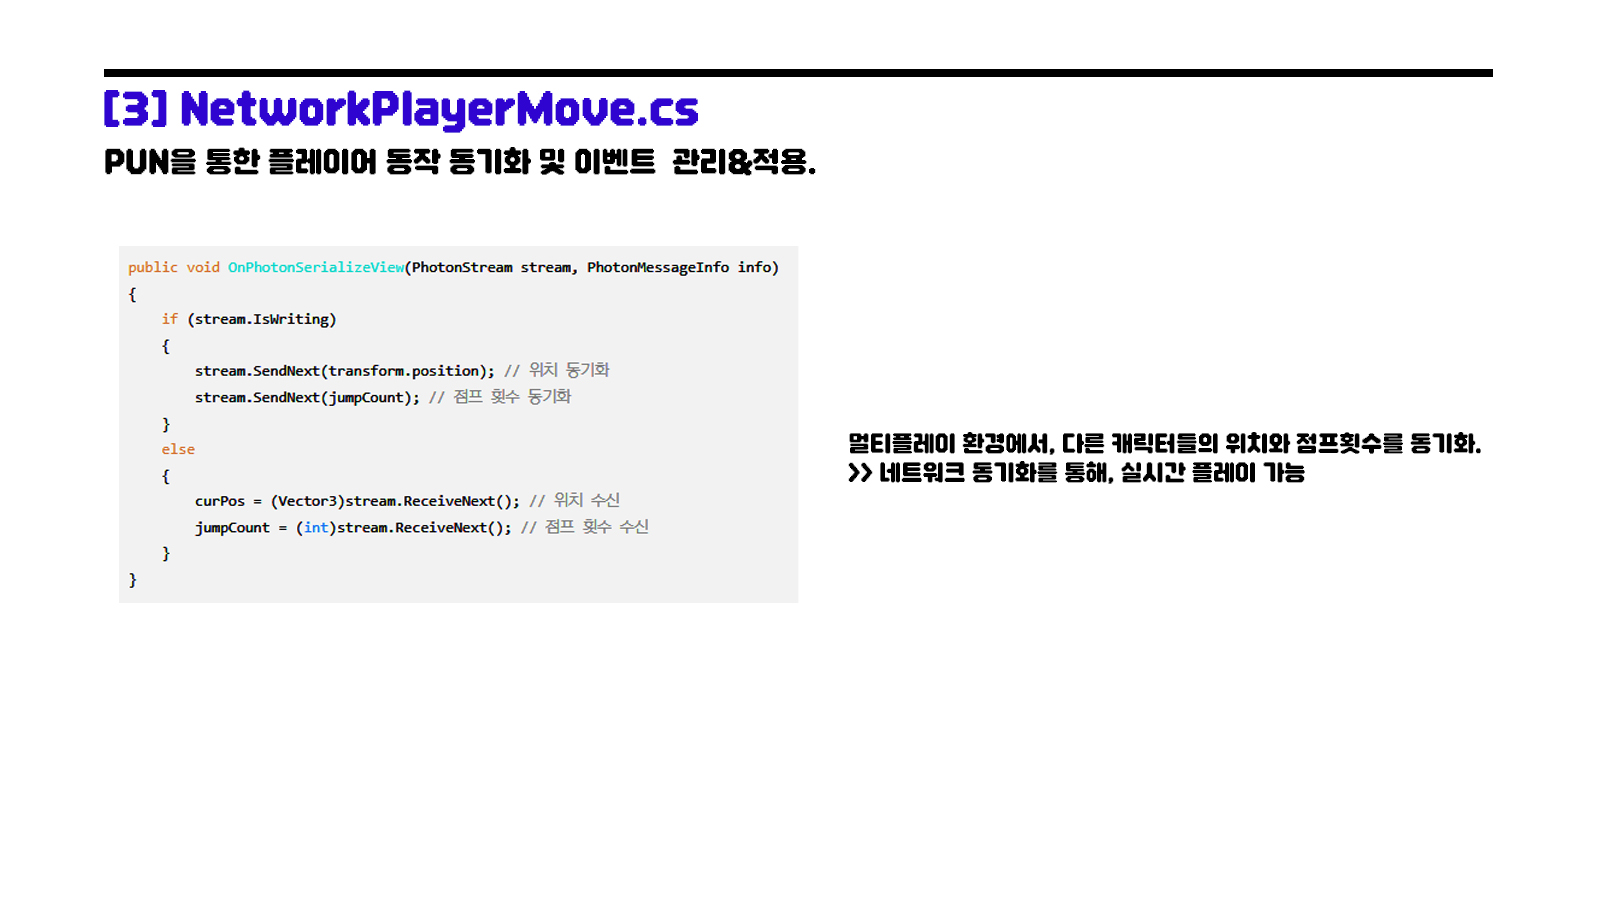 [3] NetworkPlayerMove.cs
PUN을 통한 플레이어 동작 동기화 및 이벤트 관리&적용.
public void OnPhotonSerializeView(PhotonStream stream, PhotonMessageInfo info)
{
if (stream.IsWriting)
{
stream.SendNext(transform.position); // 위치 동기화
stream.SendNext(jumpCount); // 점프 횟수 동기화
}
else
{
curPos = (Vector3)stream.ReceiveNext(); // 위치 수신
jumpCount = (int)stream.ReceiveNext(); // 점프 횟수 수신
}
}
멀티플레이 환경에서, 다른 캐릭터들의 위치와 점프횟수를 동기화.
>> 네트워크 동기화를 통해, 실시간 플레이 가능